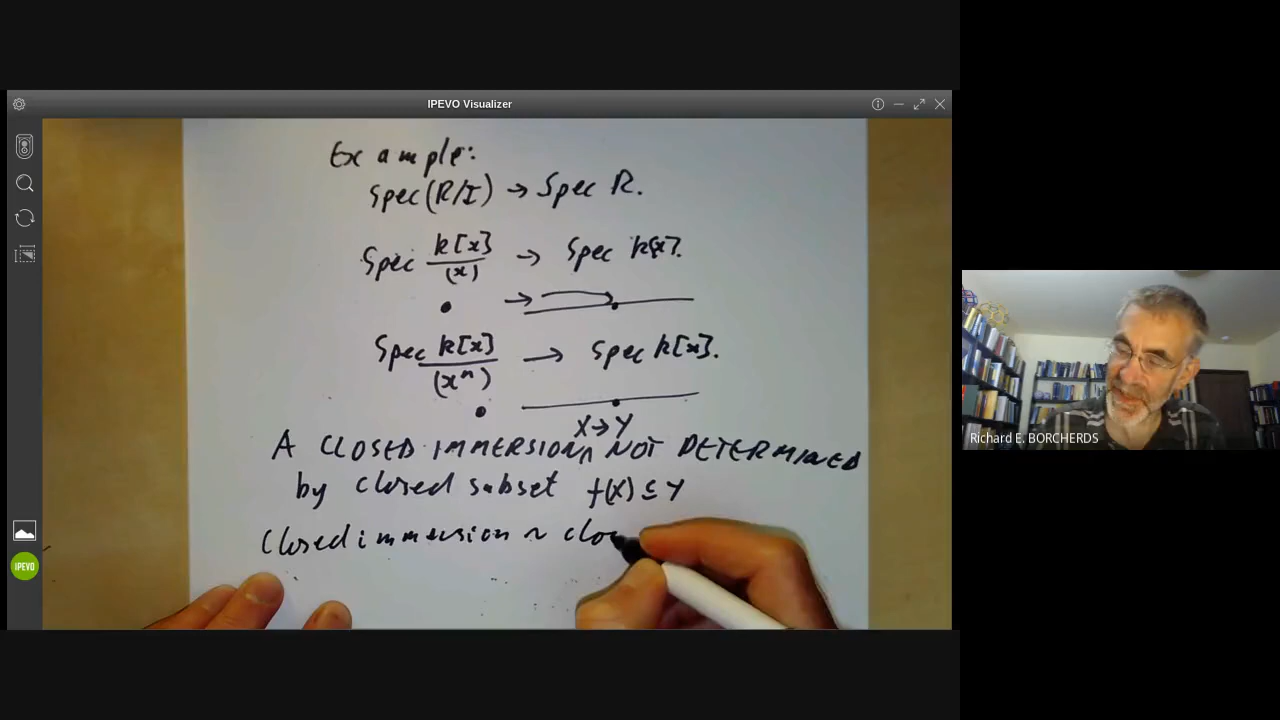 IPEVO Visualizer
Example:
Spec(R/I) → Spec R.
Spec k[x]/(x) → Spec k[x].
→
Spec k[x]/(x^n) → Spec k[x].
X→Y
A CLOSED IMMERSION ∧ NOT DETERMINED
by closed subset f(X) ⊆ Y
Closed immersion ~ clo
IPEVO
Richard E. BORCHERDS